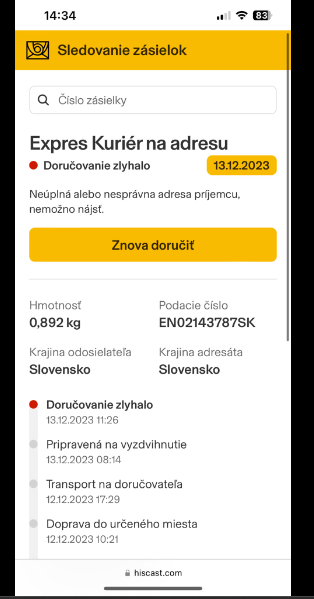 14:34
83
Sledovanie zásielok
Číslo zásielky
Expres Kuriér na adresu
Doručovanie zlyhalo 13.12.2023
Neúplná alebo nesprávna adresa príjemcu,
nemožno nájsť.
Znova doručiť
Hmotnosť Podacie číslo
0,892 kg EN02143787SK
Krajina odosielateľa Krajina adresáta
Slovensko Slovensko
Doručovanie zlyhalo
13.12.2023 11:26
Pripravená na vyzdvihnutie
13.12.2023 08:14
Transport na doručovateľa
12.12.2023 17:29
Doprava do určeného miesta
12.12.2023 10:21
hiscast.com